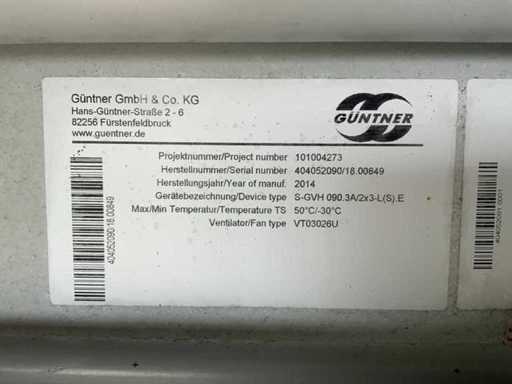 Güntner GmbH & Co. KG
Hans-Güntner-Straße 2 - 6
82256 Fürstenfeldbruck
www.guentner.de
GÜNTNER
Projektnummer/Project number 101004273
Herstellnummer/Serial number 404052090/18.00849
Herstellungsjahr/Year of manuf. 2014
Gerätebezeichnung/Device type S-GVH 090.3A/2x3-L(S).E
Max/Min Temperatur/Temperature TS 50°C/-30°C
Ventilator/Fan type VT03026U
404052090/18.00849